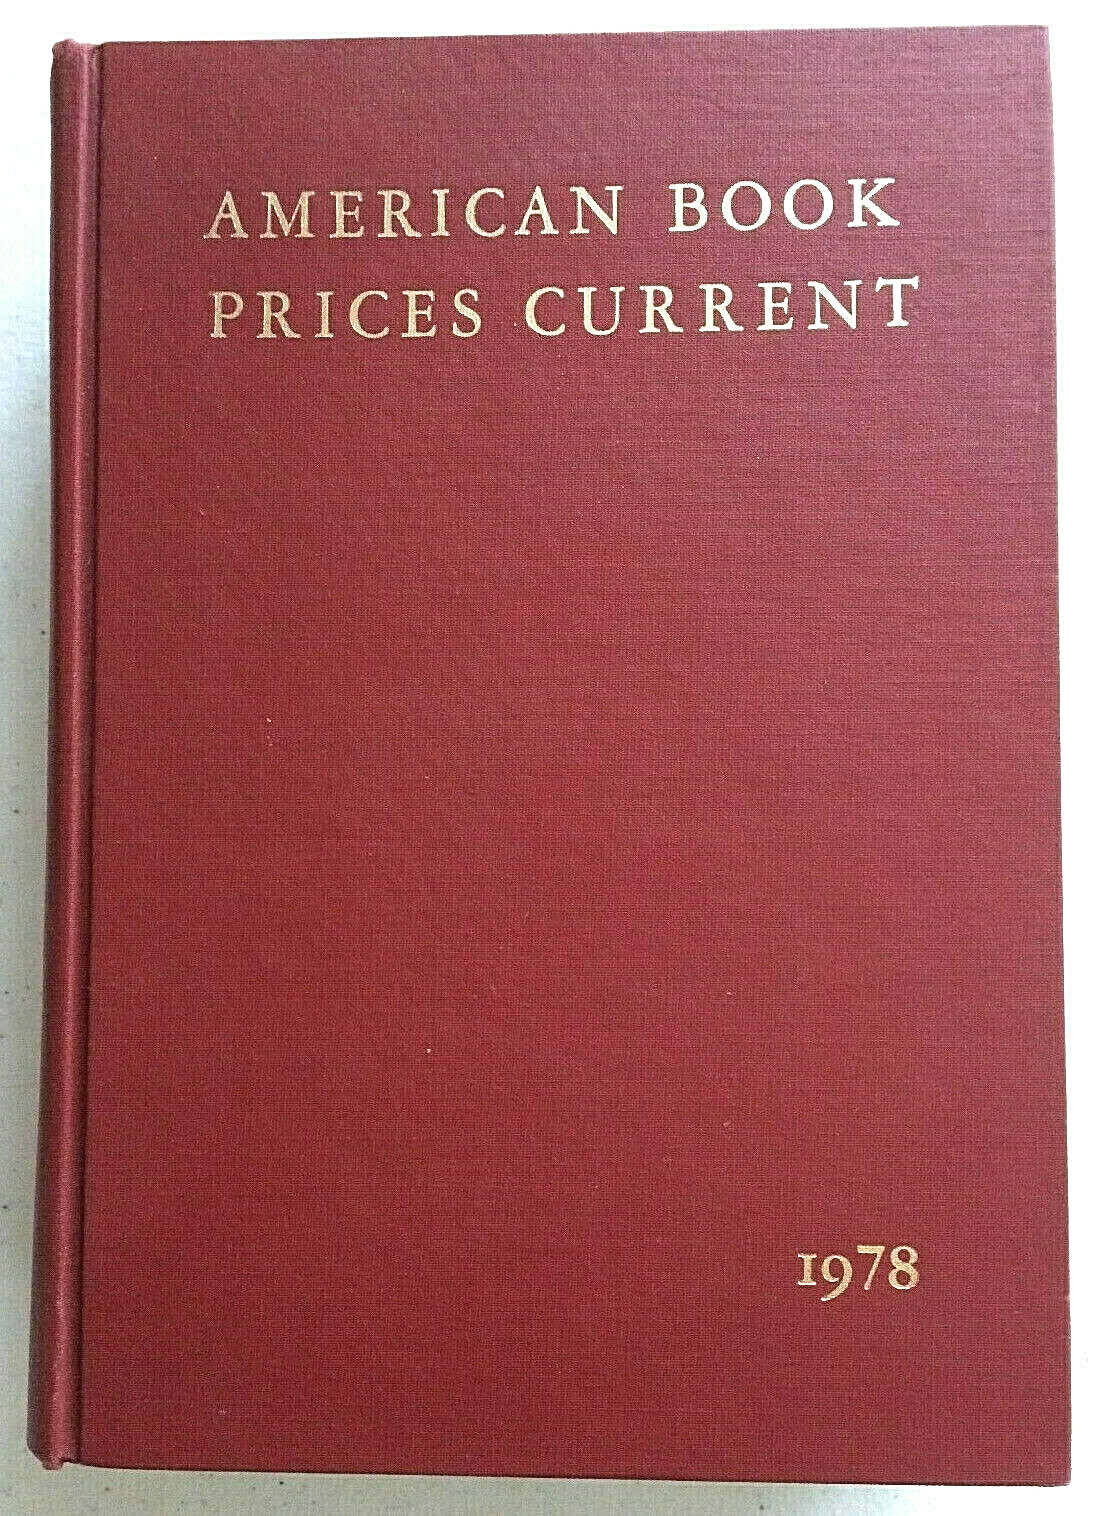 AMERICAN BOOK
PRICES CURRENT
1978